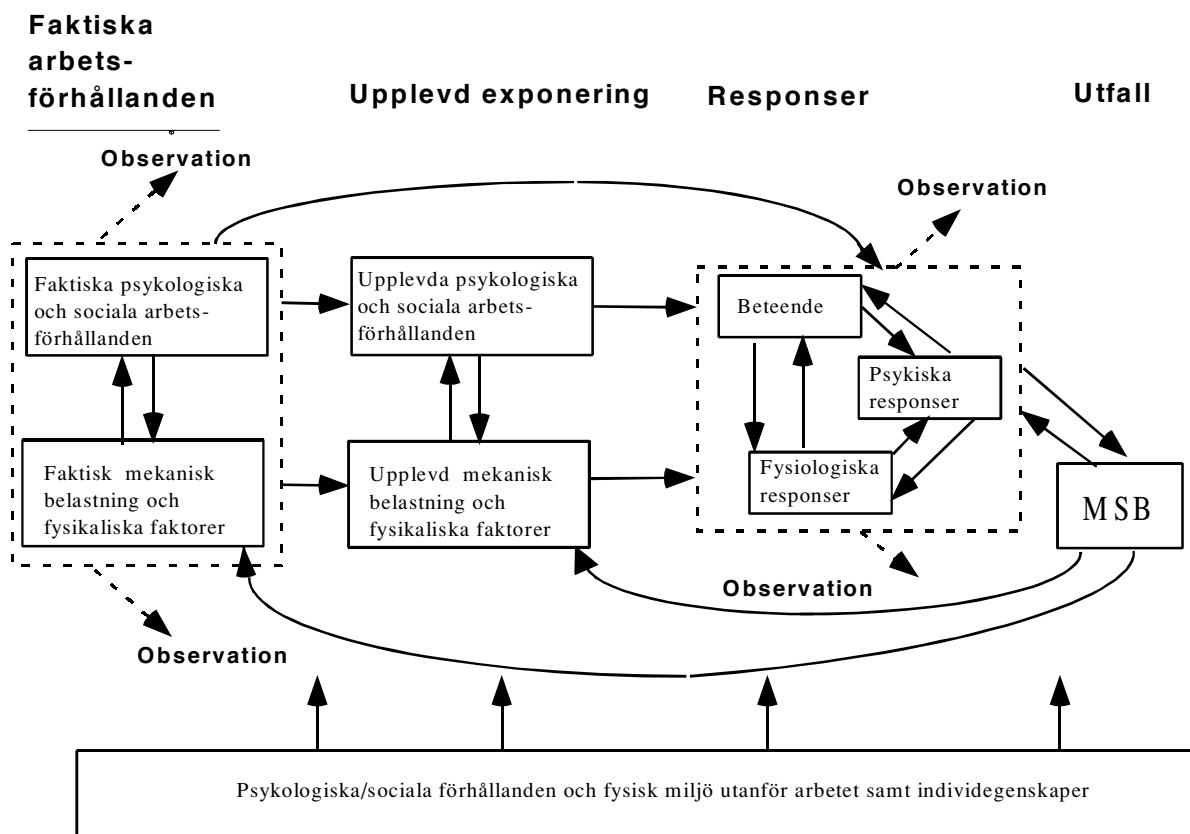 Faktiska
arbets-
förhållanden
Upplevd exponering
Responser
Utfall
Observation
Observation
Faktiska psykologiska
och sociala arbets-
förhållanden
Upplevda psykologiska
och sociala arbets-
förhållanden
Beteende
Psykiska
responser
Faktisk mekanisk
belastning och
fysikaliska faktorer
Upplevd mekanisk
belastning och
fysikaliska faktorer
Fysiologiska
responser
MSB
Observation
Observation
Psykologiska/sociala förhållanden och fysisk miljö utanför arbetet samt individegenskaper